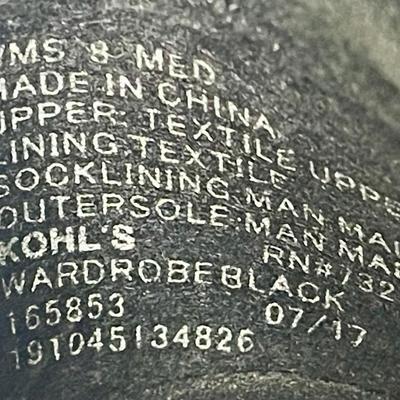 WMS 8 MED
MADE IN CHINA
UPPER: TEXTILE UPPE
LINING: TEXTILE
SOCKLINING: MAN MA
OUTERSOLE: MAN MA
KOHL'S RN#732
WARDROBEBLACK
165853 07/17
191045134826